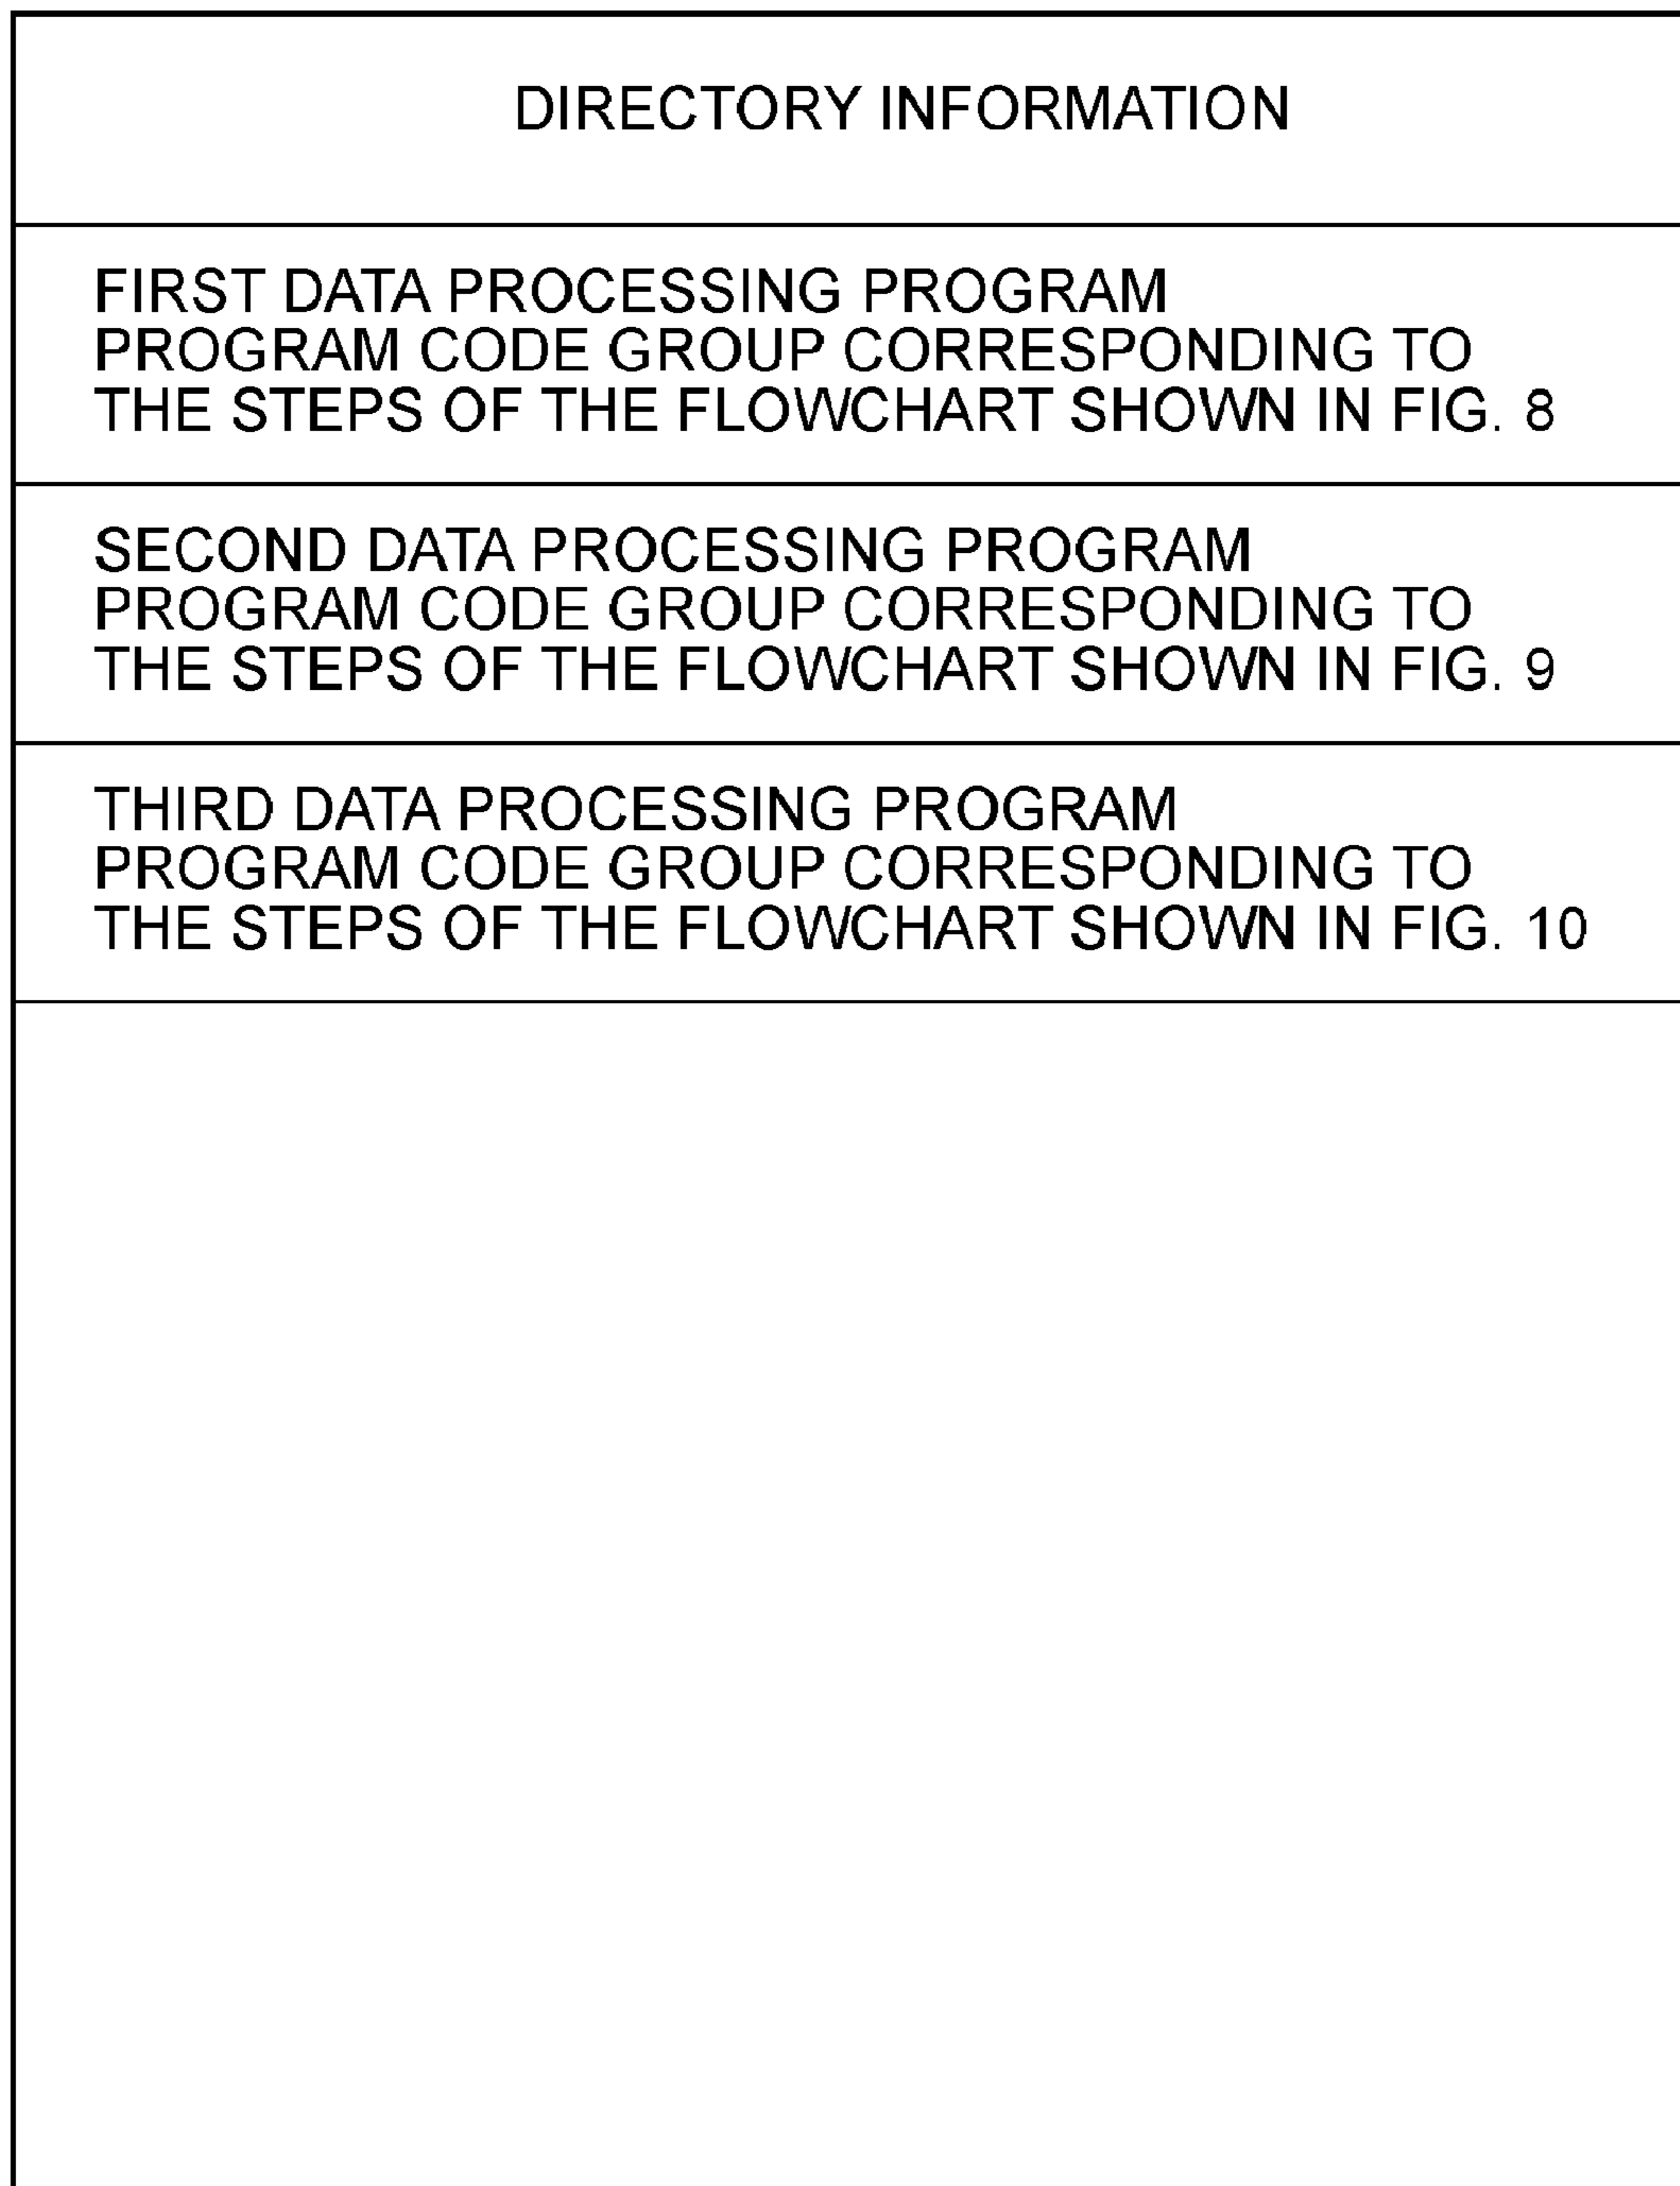 DIRECTORY INFORMATION
FIRST DATA PROCESSING PROGRAM
PROGRAM CODE GROUP CORRESPONDING TO
THE STEPS OF THE FLOWCHART SHOWN IN FIG. 8
SECOND DATA PROCESSING PROGRAM
PROGRAM CODE GROUP CORRESPONDING TO
THE STEPS OF THE FLOWCHART SHOWN IN FIG. 9
THIRD DATA PROCESSING PROGRAM
PROGRAM CODE GROUP CORRESPONDING TO
THE STEPS OF THE FLOWCHART SHOWN IN FIG. 10